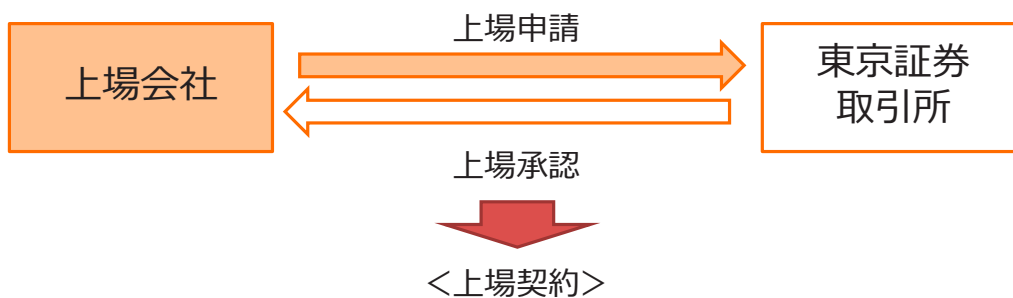 上場申請
上場会社
東京証券
取引所
上場承認
＜上場契約＞